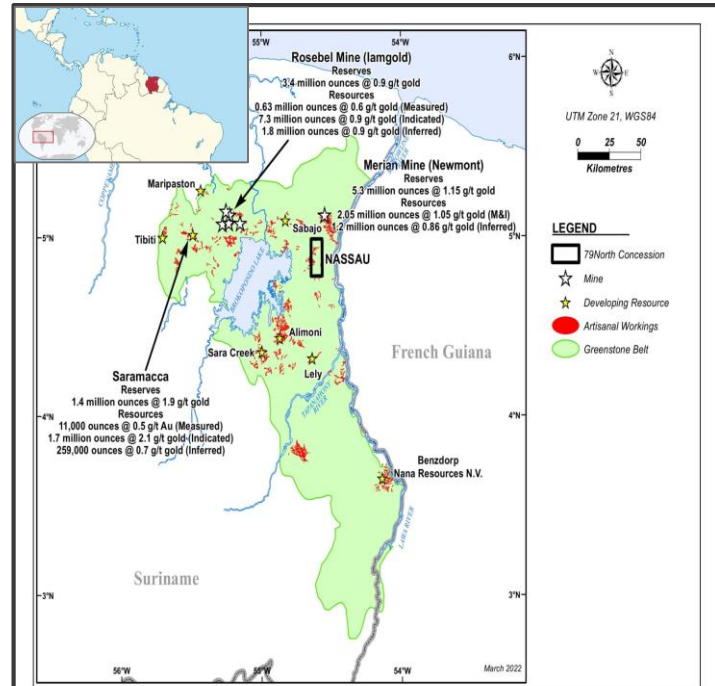 55°W
54°W
6°N
Rosebel Mine (Iamgold)
Reserves
3.4 million ounces @ 0.9 g/t gold
Resources
0.63 million ounces @ 0.6 g/t gold (Measured)
7.3 million ounces @ 0.9 g/t gold (Indicated)
1.8 million ounces @ 0.9 g/t gold (Inferred)
N
W
E
S
UTM Zone 21, WGS84
0 25 50
Kilometres
Merian Mine (Newmont)
Reserves
5.3 million ounces @ 1.15 g/t gold
Resources
2.05 million ounces @ 1.05 g/t gold (M&I)
1.2 million ounces @ 0.86 g/t gold (Inferred)
Maripaston
Sabajo
Tibiti
5°N
5°N
NASSAU
BROKOPONDO LAKE
LEGEND
79North Concession
Mine
Developing Resource
Artisanal Workings
Greenstone Belt
Alimoni
Sara Creek
Lely
French Guiana
Saramacca
Reserves
1.4 million ounces @ 1.9 g/t gold
Resources
11,000 ounces @ 0.5 g/t Au (Measured)
1.7 million ounces @ 2.1 g/t gold (Indicated)
259,000 ounces @ 0.7 g/t gold (Inferred)
4°N
4°N
RIVER
Benzdorp
Nana Resources N.V.
LAWA RIVER
Suriname
3°N
3°N
56°W
55°W
54°W
March 2022